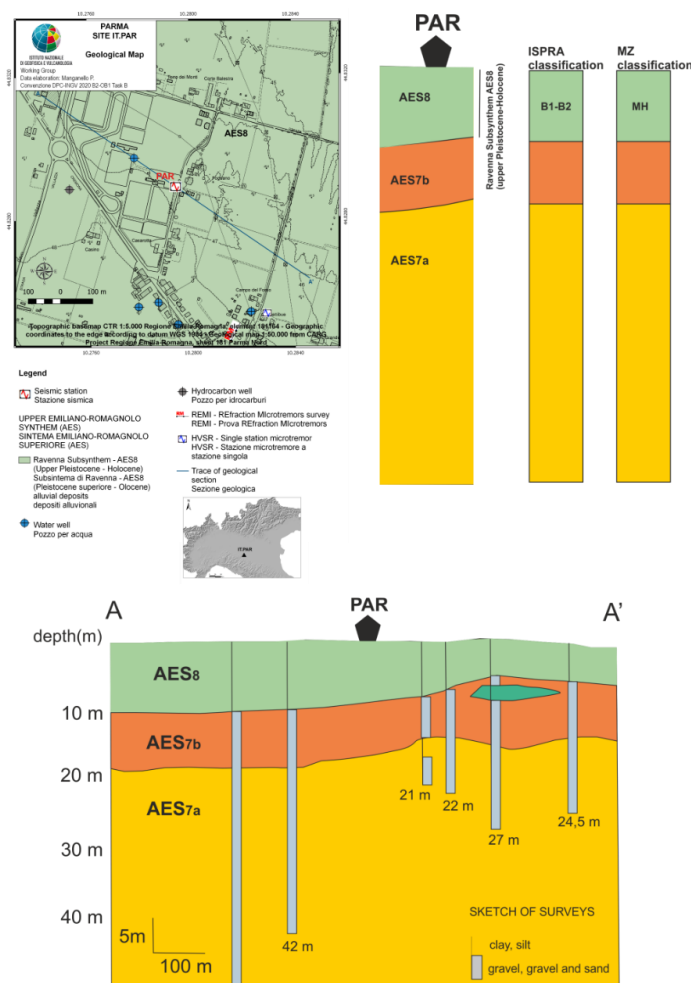 10.2760
10.2800
10.2840
ISTITUTO NAZIONALE
DI GEOFISICA E VULCANOLOGIA
PARMA
SITE IT.PAR
Geological Map
Working Group
Data elaboration: Manganello P.
Convenzione DPC-INGV 2020 B2-OB1 Task B
AES8
PAR
100 0 100 m
Topographic basemap CTR 1:5.000 Regione Emilia-Romagna, element 181104 - Geographic
coordinates to the edge according to datum WGS 1984 - Geological map 1:50.000 from CARG
Project Regione Emilia-Romagna, sheet 181 Parma Nord
10.2760
10.2800
10.2840
Legend
Seismic station
Stazione sismica
UPPER EMILIANO-ROMAGNOLO
SYNTHEM (AES)
SINTEMA EMILIANO-ROMAGNOLO
SUPERIORE (AES)
Ravenna Subsynthem - AES8
(Upper Pleistocene - Holocene)
Subsintema di Ravenna - AES8
(Pleistocene superiore - Olocene)
alluvial deposits
depositi alluvionali
Water well
Pozzo per acqua
Hydrocarbon well
Pozzo per idrocarburi
REMI - REfraction MIcrotremors survey
REMI - Prova REfraction MIcrotremors
HVSR - Single station microtremor
HVSR - Stazione microtremore a
stazione singola
Trace of geological
section
Sezione geologica
IT.PAR
PAR
AES8
AES7b
AES7a
Ravenna Subsynthem AES8
(upper Pleistocene-Holocene)
ISPRA
classification
B1-B2
MZ
classification
MH
A
PAR
A'
depth(m)
AES8
10 m
AES7b
20 m
AES7a
30 m
40 m
5m
100 m
42 m
21 m
22 m
27 m
24,5 m
SKETCH OF SURVEYS
clay, silt
gravel, gravel and sand